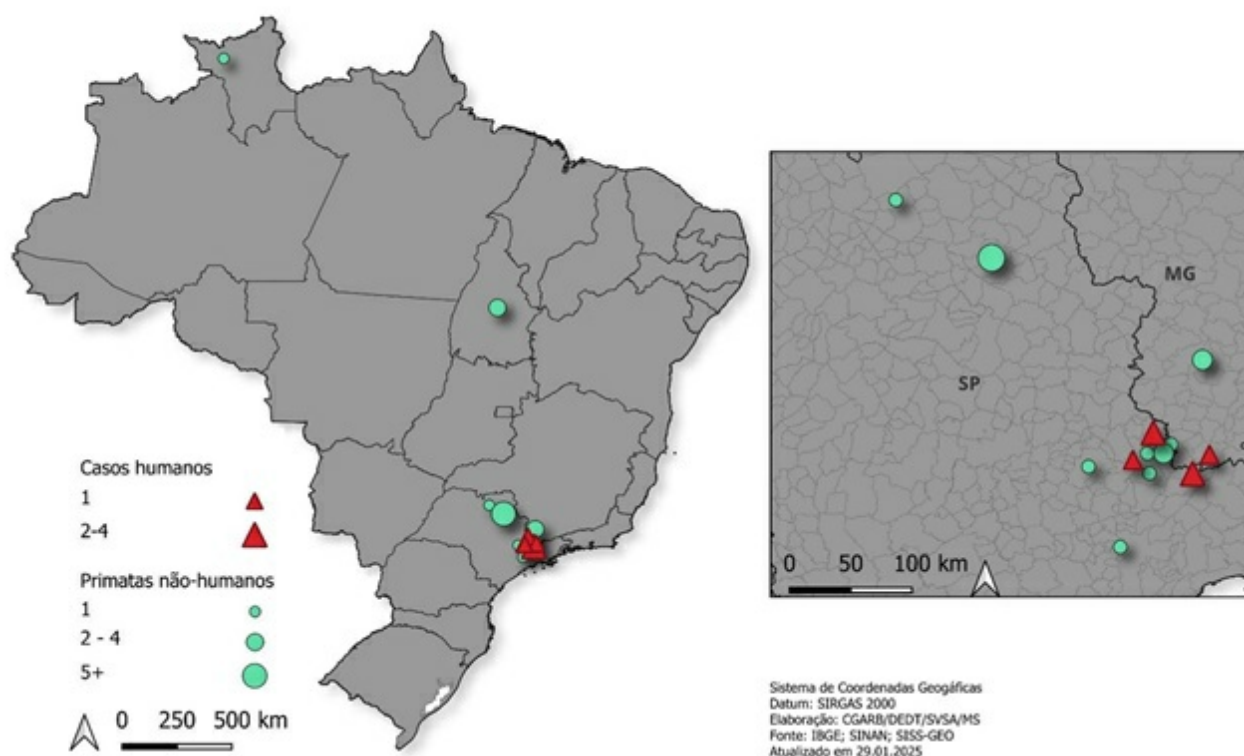 MG
SP
0 50 100 km
Casos humanos
1
2-4
Primatas não-humanos
1
2 - 4
5+
0 250 500 km
Sistema de Coordenadas Geogáficas
Datum: SIRGAS 2000
Elaboração: CGARB/DEDT/SVSA/MS
Fonte: IBGE; SINAN; SISS-GEO
Atualizado em 29.01.2025